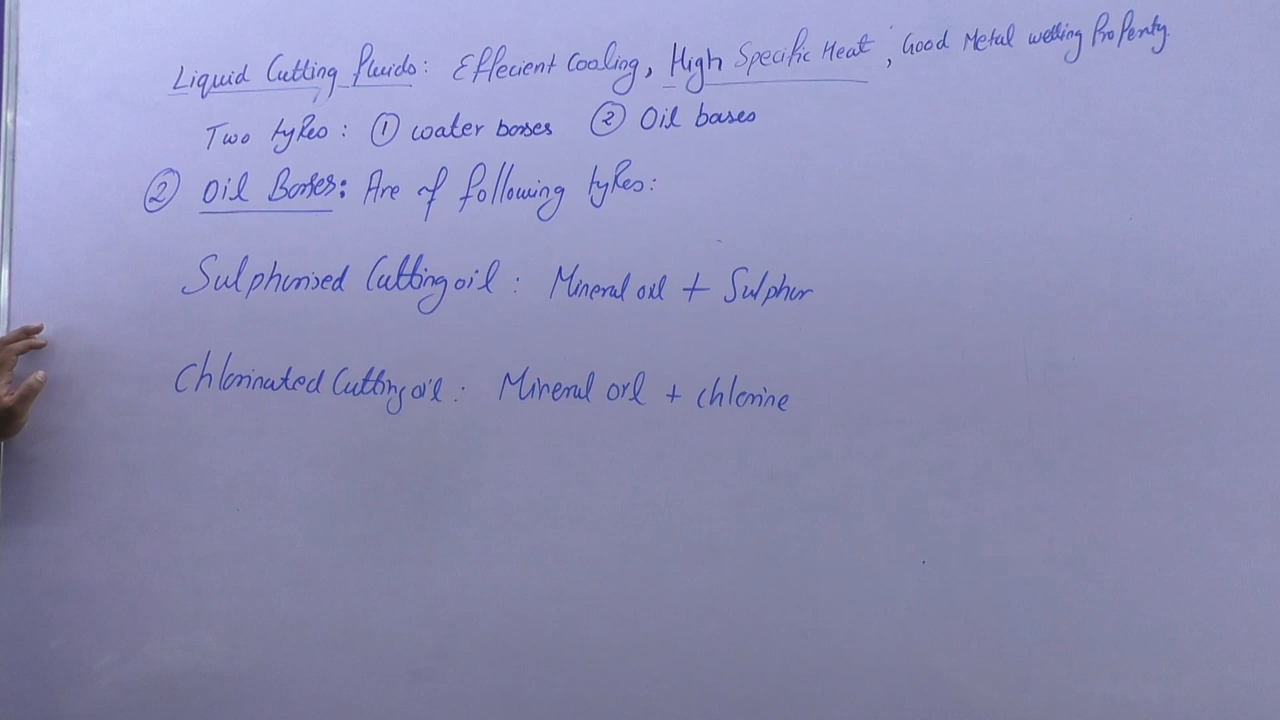 Liquid Cutting fluids: Effecient Cooling, High Specific Heat, Good Metal wetting Property.
Two types: ① water bases ② Oil bases
② Oil Bases: Are of following types:
Sulphurised Cutting oil: Mineral oil + Sulphur
Chlorinated Cutting oil: Mineral oil + chlorine